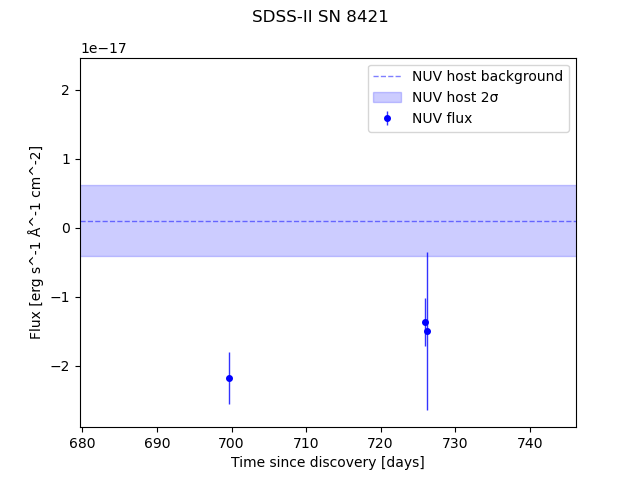 SDSS-II SN 8421
1e−17
NUV host background
NUV host 2σ
NUV flux
2
1
0
−1
−2
Flux [erg s^-1 Å^-1 cm^-2]
680 690 700 710 720 730 740
Time since discovery [days]